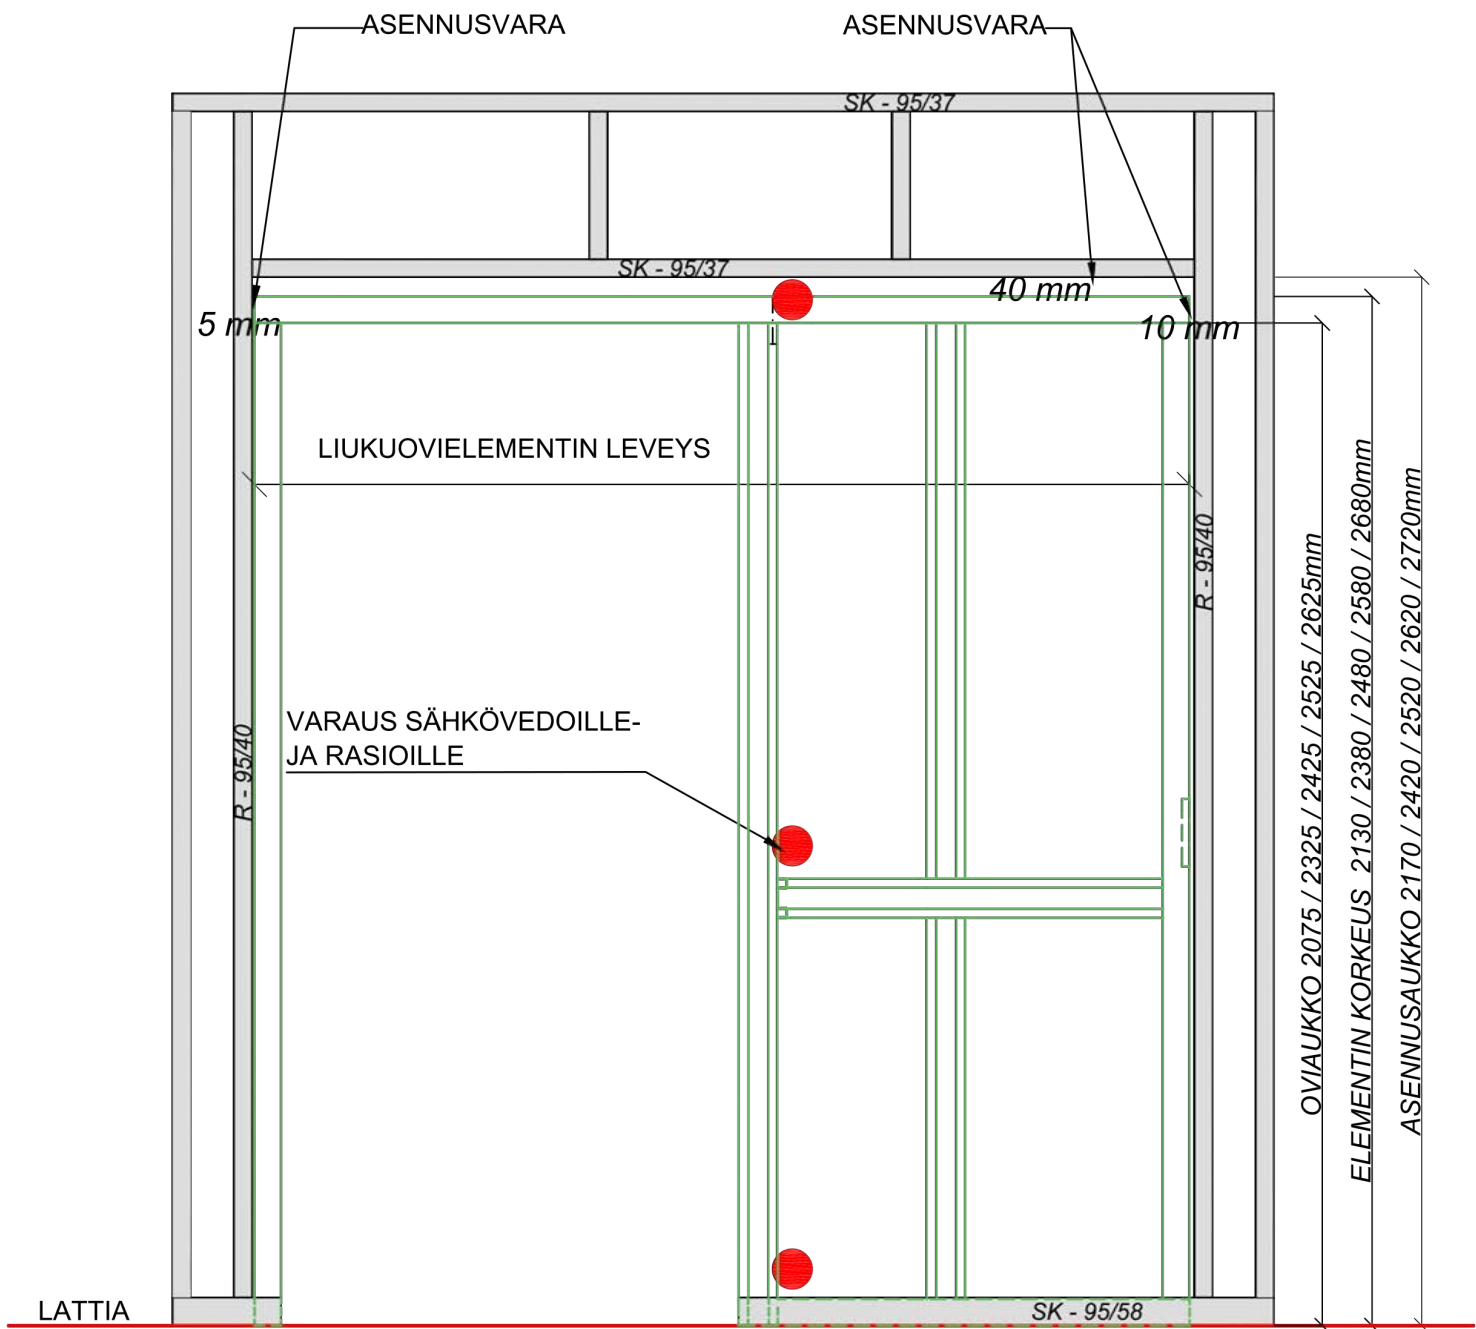 ASENNUSVARA
ASENNUSVARA
SK - 95/37
SK - 95/37
40 mm
5 mm
10 mm
LIUKUOVIELEMENTIN LEVEYS
R - 95/40
R - 95/40
VARAUS SÄHKÖVEDOILLE-
JA RASIOILLE
OVIAUKKO 2075 / 2325 / 2425 / 2525 / 2625mm
ELEMENTIN KORKEUS 2130 / 2380 / 2480 / 2580 / 2680mm
ASENNUSAUKKO 2170 / 2420 / 2520 / 2620 / 2720mm
LATTIA
SK - 95/58